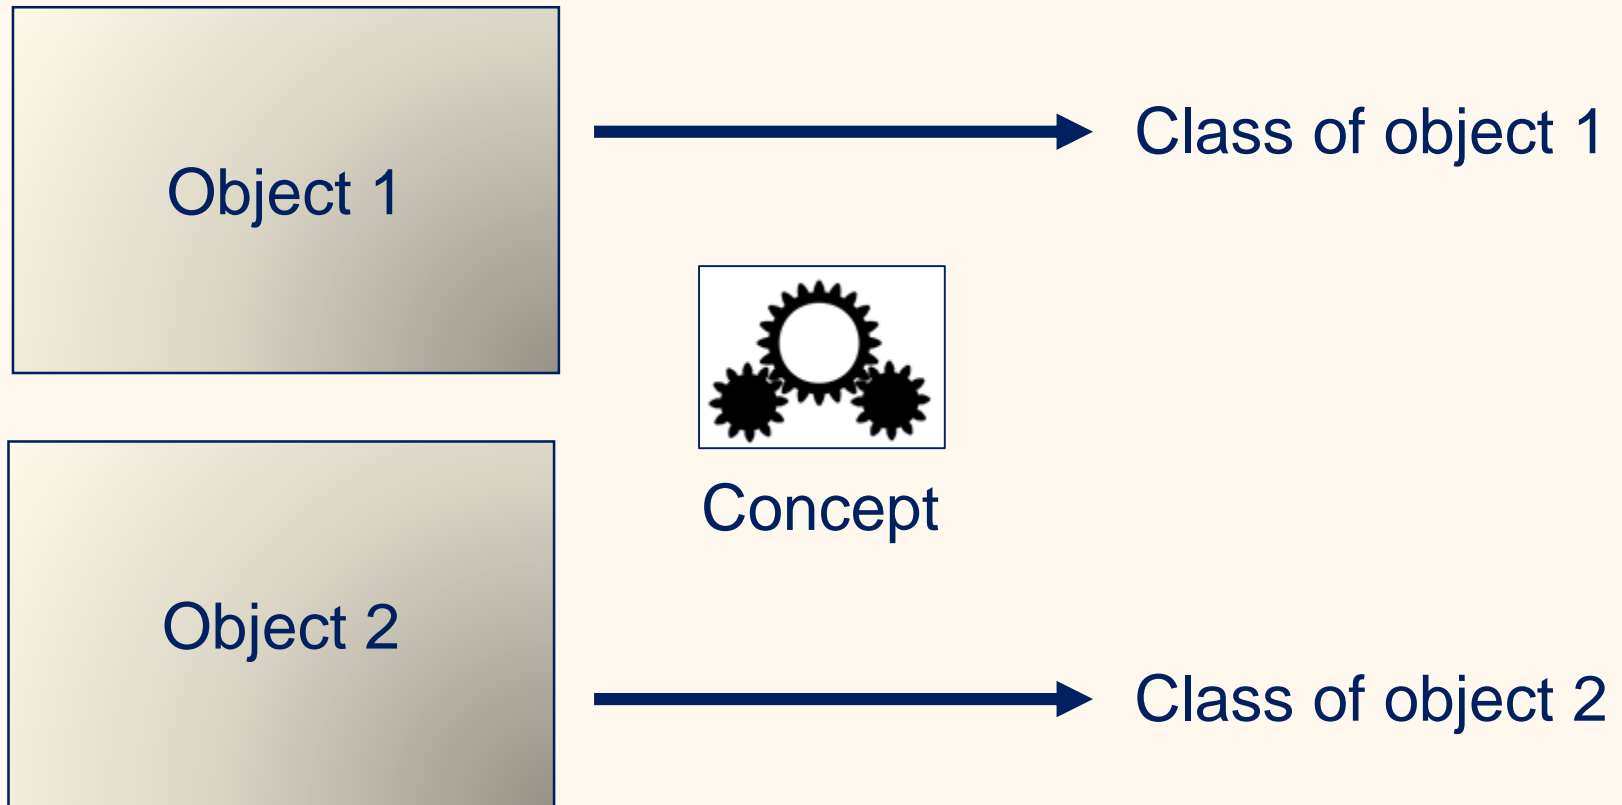 Object 1
Class of object 1
Concept
Object 2
Class of object 2